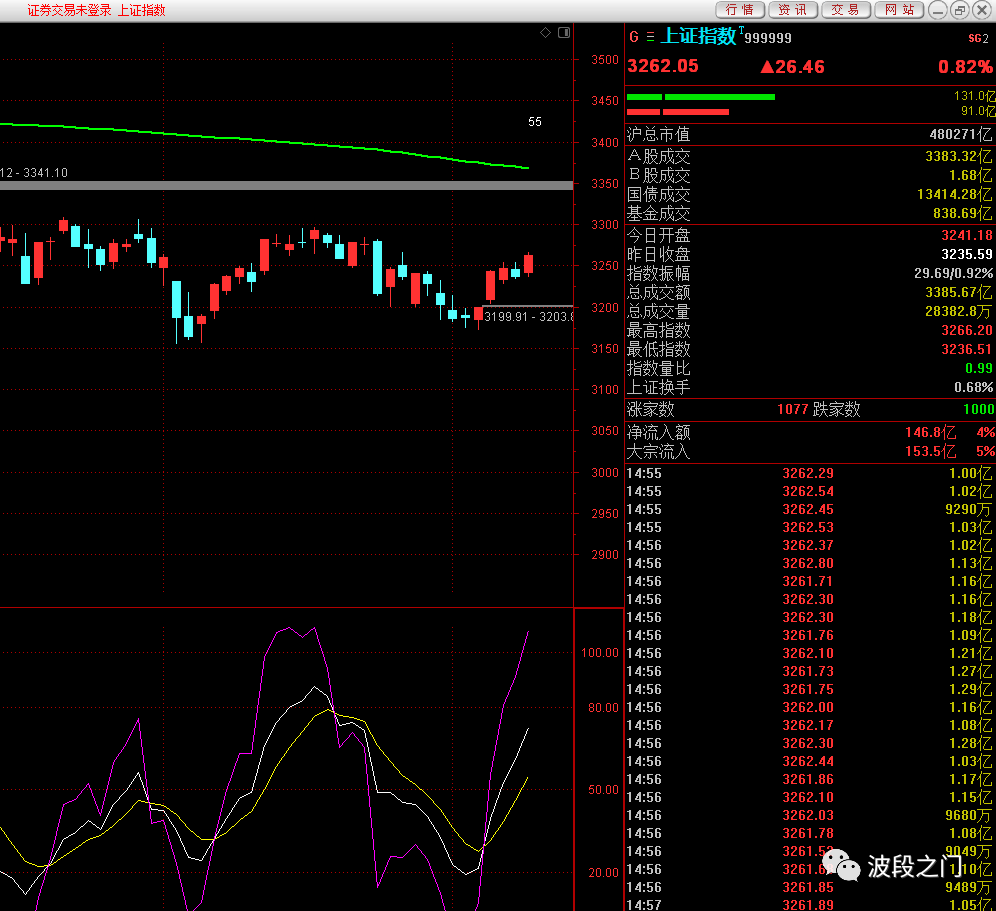 证券交易未登录 上证指数
行情 资讯 交易 网站
3500
3450
55
3400
12 - 3341.10
3350
3300
3250
3200
3199.91 - 3203.8
3150
3100
3050
3000
2950
2900
100.00
80.00
50.00
20.00
G 上证指数T999999 SG2
3262.05 ▲26.46 0.82%
131.0亿
91.0亿
沪总市值 480271亿
A股成交 3383.32亿
B股成交 1.68亿
国债成交 13414.28亿
基金成交 838.69亿
今日开盘 3241.18
昨日收盘 3235.59
指数振幅 29.69/0.92%
总成交额 3385.67亿
总成交量 28382.8万
最高指数 3266.20
最低指数 3236.51
指数量比 0.99
上证换手 0.68%
涨家数 1077 跌家数 1000
净流入额 146.8亿 4%
大宗流入 153.5亿 5%
14:55 3262.29 1.00亿
14:55 3262.54 1.02亿
14:55 3262.45 9290万
14:55 3262.53 1.03亿
14:56 3262.37 1.02亿
14:56 3262.80 1.13亿
14:56 3261.71 1.16亿
14:56 3262.30 1.16亿
14:56 3262.30 1.18亿
14:56 3261.76 1.09亿
14:56 3262.10 1.21亿
14:56 3261.73 1.27亿
14:56 3261.75 1.29亿
14:56 3262.00 1.16亿
14:56 3262.17 1.08亿
14:56 3262.30 1.28亿
14:56 3262.44 1.03亿
14:56 3261.86 1.17亿
14:56 3262.10 1.15亿
14:56 3262.03 9680万
14:56 3261.78 1.08亿
14:56 9049万
14:56 1.10亿
14:56 3261.85 9489万
14:57 3261.89 1.05亿
波段之门